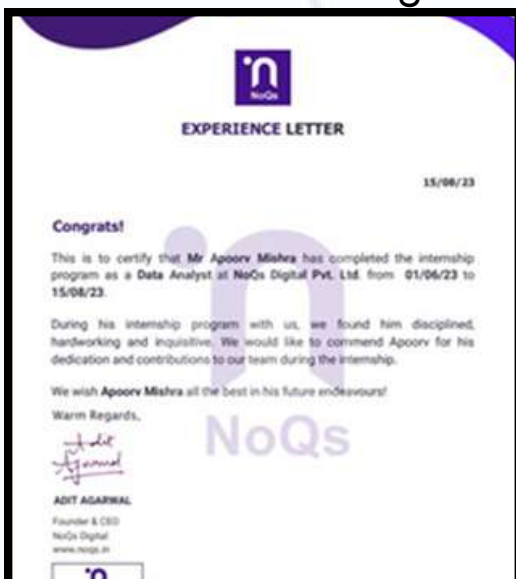 NoQs
EXPERIENCE LETTER
15/08/23
Congrats!
This is to certify that Mr Apoorv Mishra has completed the internship
program as a Data Analyst at NoQs Digital Pvt. Ltd. from 01/06/23 to
15/08/23.
During his internship program with us, we found him disciplined,
hardworking and inquisitive. We would like to commend Apoorv for his
dedication and contributions to our team during the internship.
We wish Apoorv Mishra all the best in his future endeavours!
Warm Regards,
NoQs
Adit
Agarwal
ADIT AGARWAL
Founder & CEO
NoQs Digital
www.noqs.in